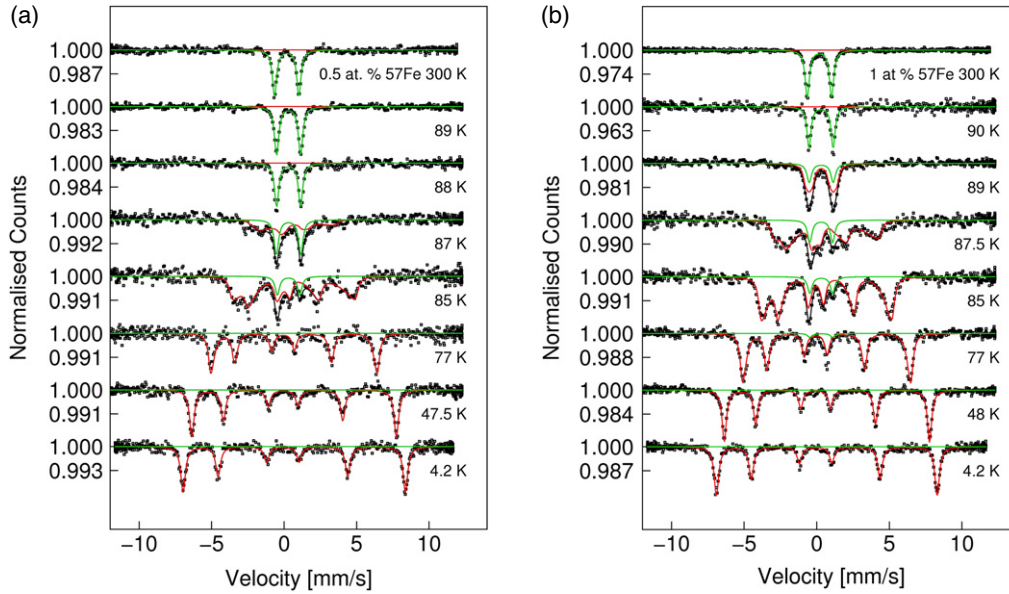 (a)
Normalised Counts
1.000
0.987
0.5 at. % 57Fe 300 K
1.000
0.983
89 K
1.000
0.984
88 K
1.000
0.992
87 K
1.000
0.991
85 K
1.000
0.991
77 K
1.000
0.991
47.5 K
1.000
0.993
4.2 K
−10 −5 0 5 10
Velocity [mm/s]
(b)
Normalised Counts
1.000
0.974
1 at % 57Fe 300 K
1.000
0.963
90 K
1.000
0.981
89 K
1.000
0.990
87.5 K
1.000
0.991
85 K
1.000
0.988
77 K
1.000
0.984
48 K
1.000
0.987
4.2 K
−10 −5 0 5 10
Velocity [mm/s]